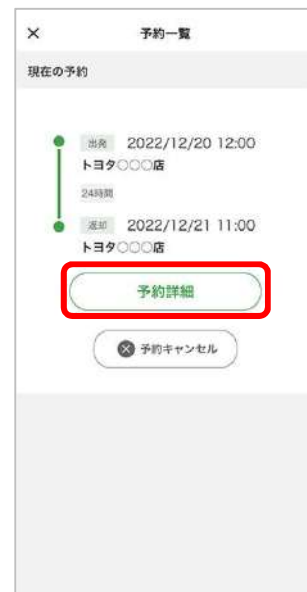 × 予約一覧
現在の予約
出発 2022/12/20 12:00
トヨタ○○○店
24時間
返却 2022/12/21 11:00
トヨタ○○○店
予約詳細
予約キャンセル